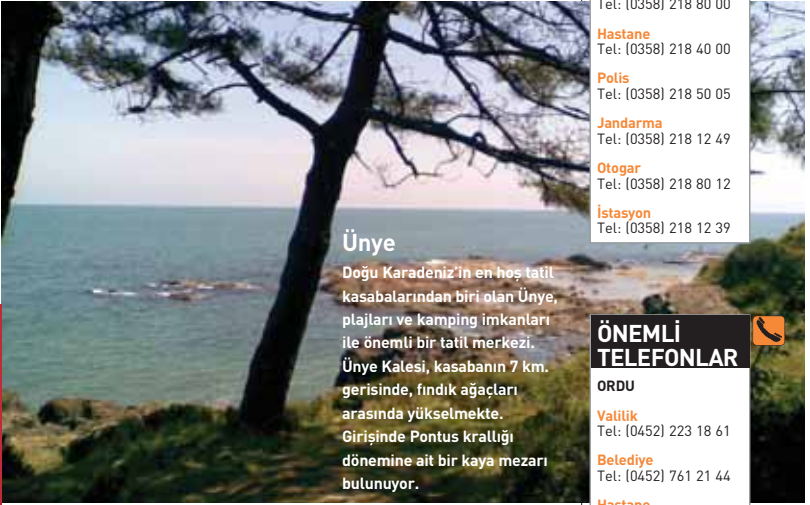 Tel: (0358) 218 80 00
Hastane
Tel: (0358) 218 40 00
Polis
Tel: (0358) 218 50 05
Jandarma
Tel: (0358) 218 12 49
Otogar
Tel: (0358) 218 80 12
İstasyon
Tel: (0358) 218 12 39
Ünye
Doğu Karadeniz'in en hoş tatil
kasabalarından biri olan Ünye,
plajları ve kamping imkanları
ile önemli bir tatil merkezi.
Ünye Kalesi, kasabanın 7 km.
gerisinde, fındık ağaçları
arasında yükselmekte.
Girişinde Pontus krallığı
dönemine ait bir kaya mezarı
bulunuyor.
ÖNEMLİ
TELEFONLAR
ORDU
Valilik
Tel: (0452) 223 18 61
Belediye
Tel: (0452) 761 21 44
Hastane